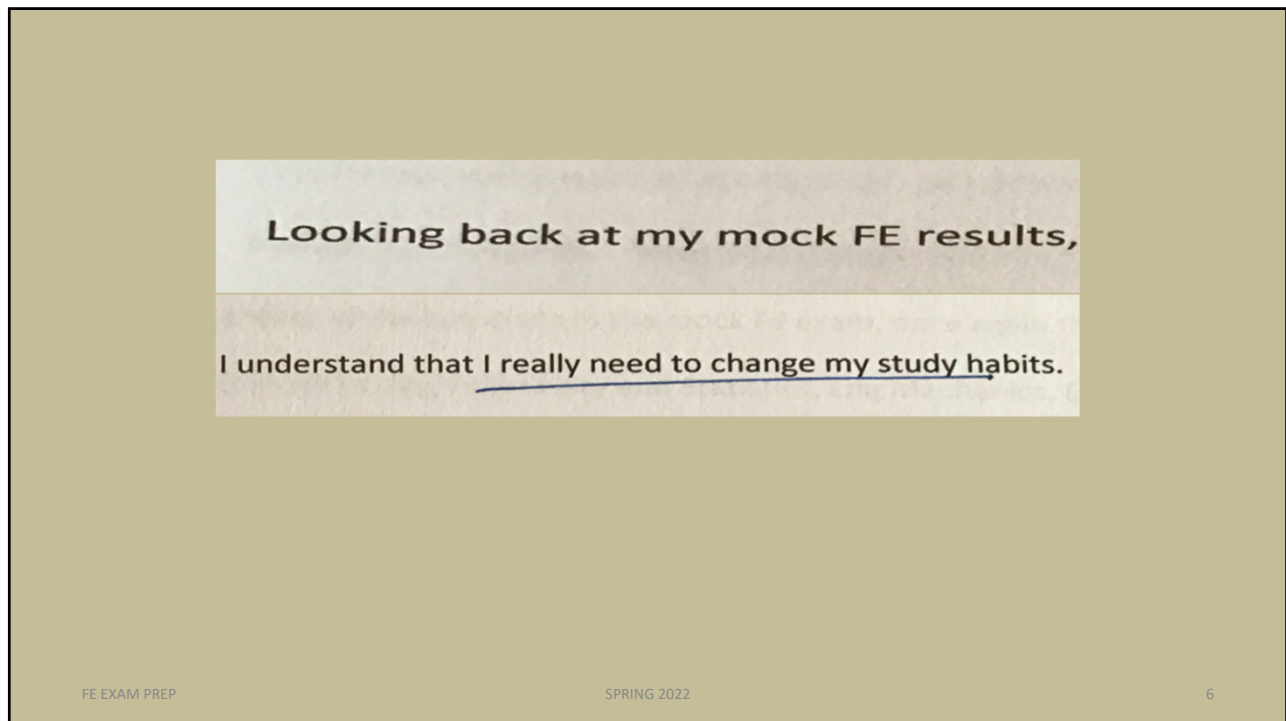 Looking back at my mock FE results,
I understand that I really need to change my study habits.
FE EXAM PREP
SPRING 2022
6